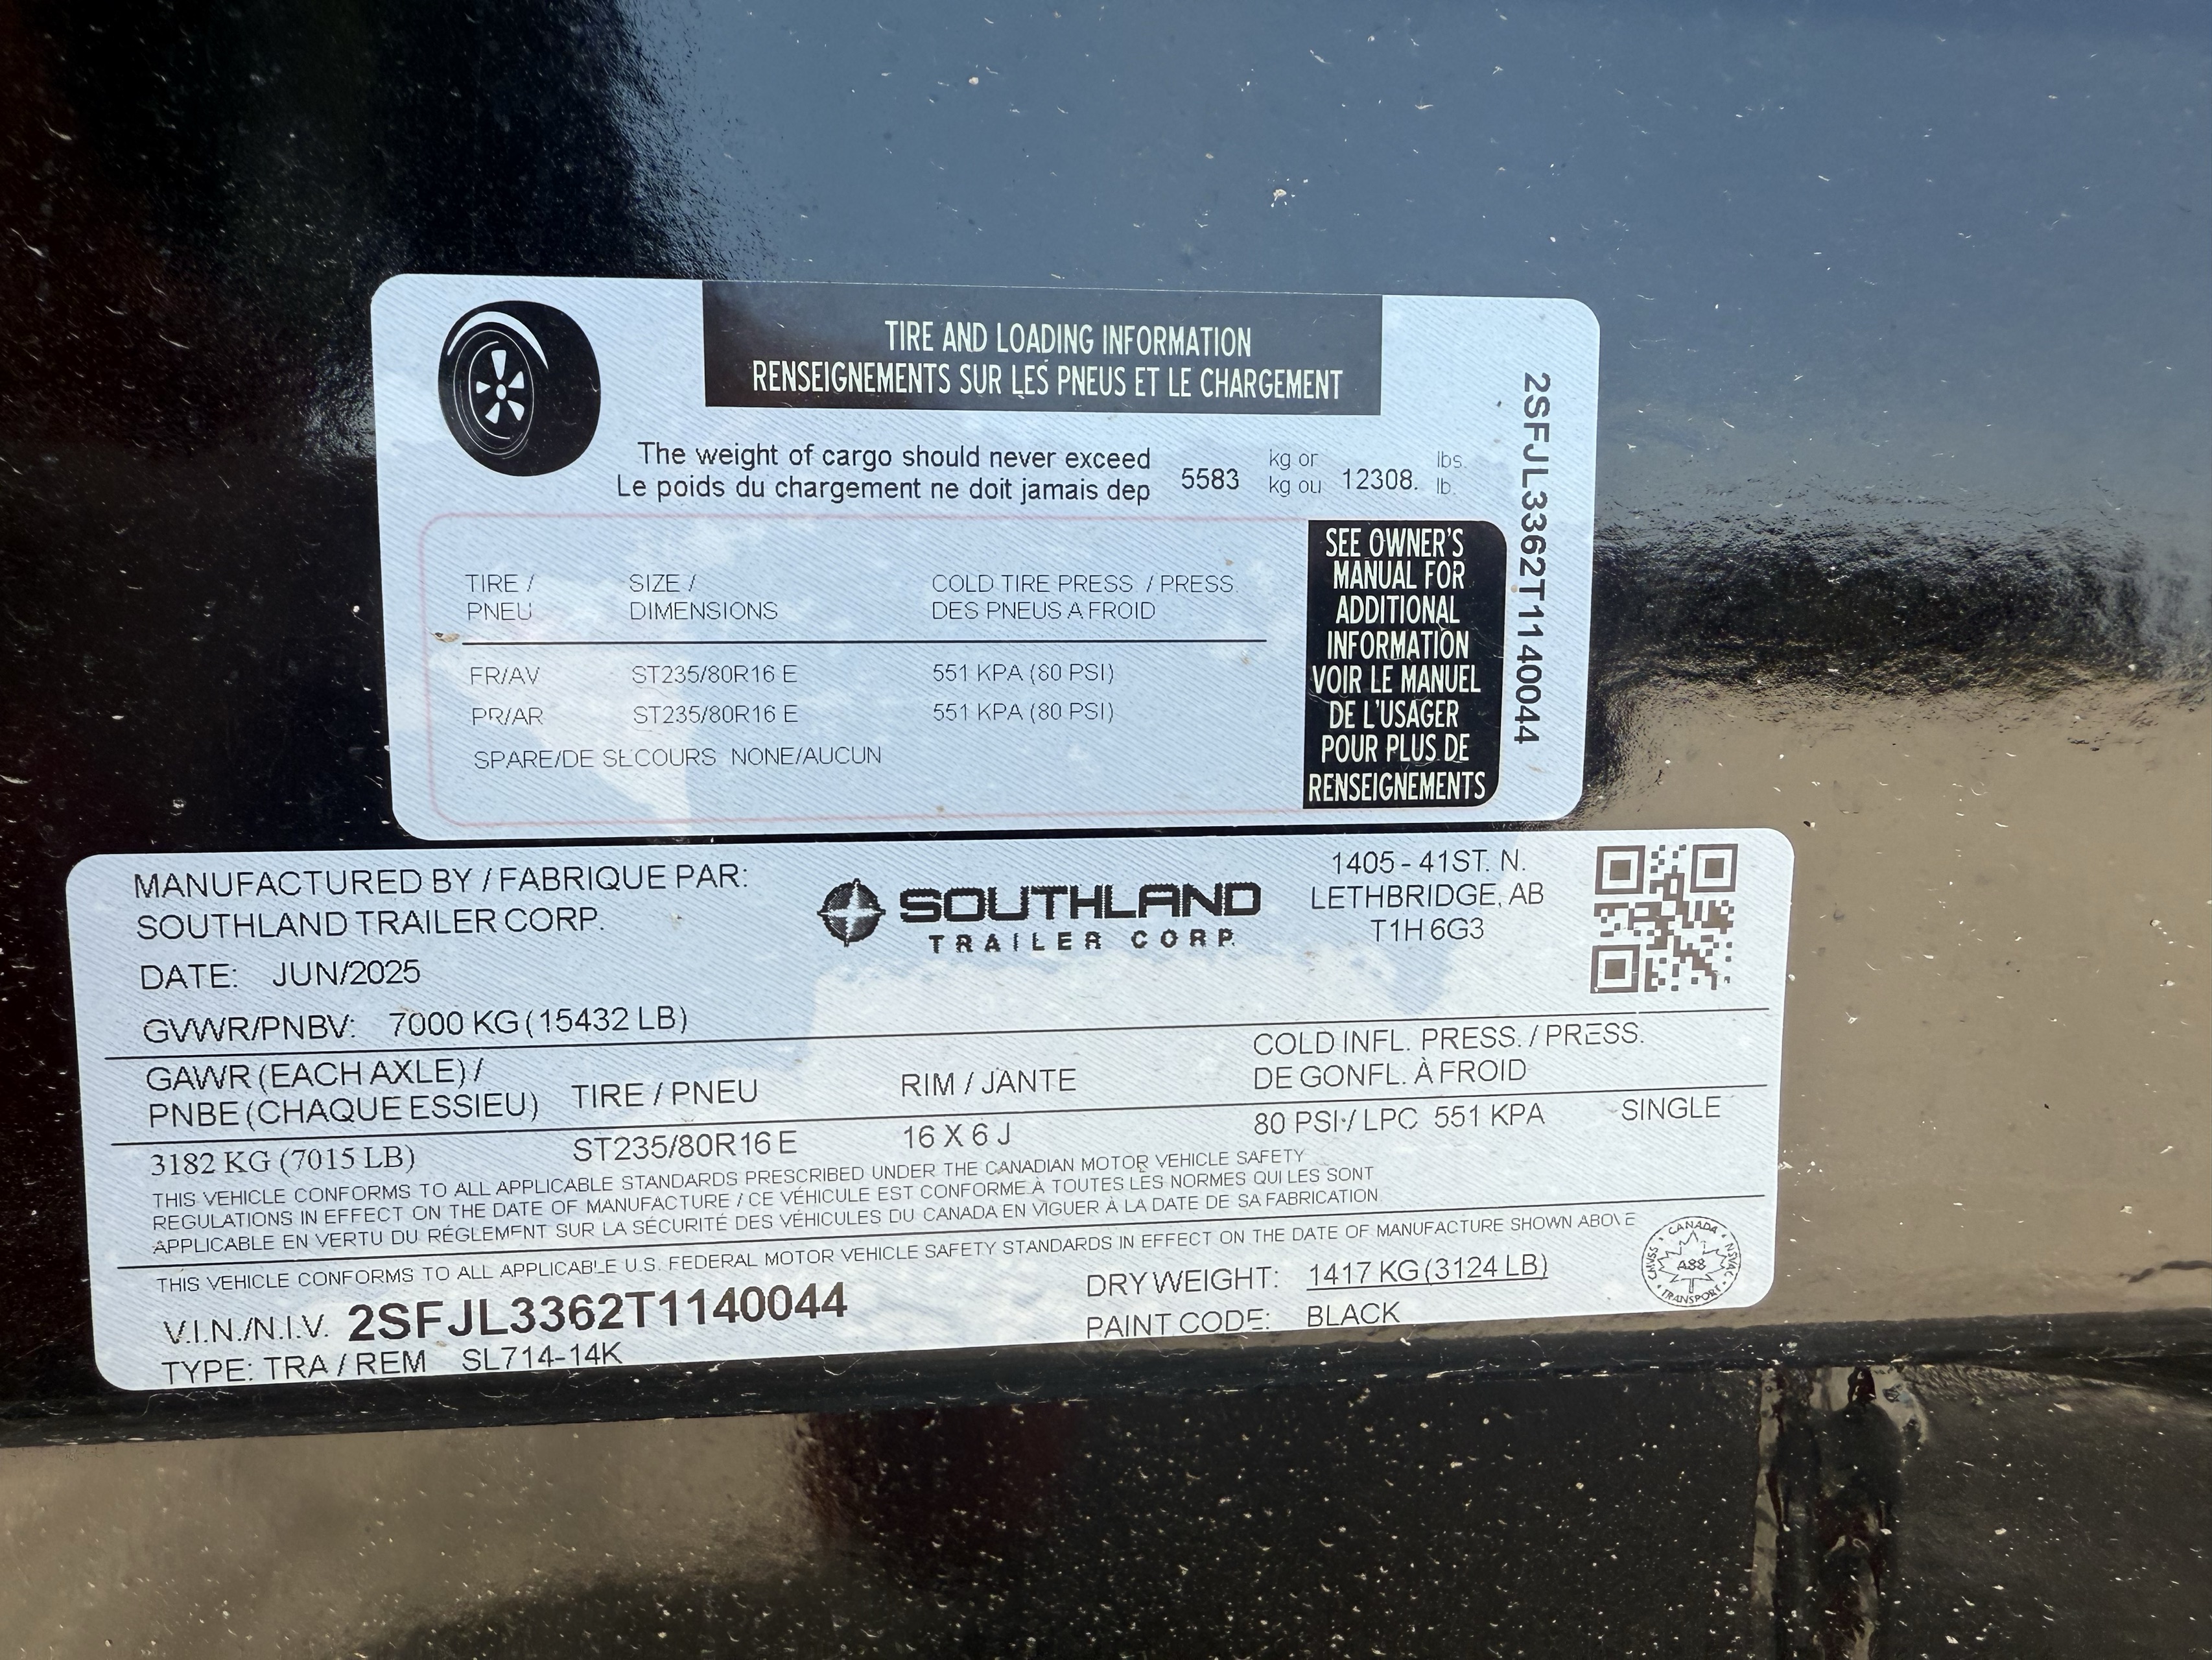 TIRE AND LOADING INFORMATION
RENSEIGNEMENTS SUR LES PNEUS ET LE CHARGEMENT
The weight of cargo should never exceed 5583 kg or 12308. lbs.
Le poids du chargement ne doit jamais dep kg ou lb.
TIRE / SIZE / COLD TIRE PRESS. / PRESS.
PNEU DIMENSIONS DES PNEUS A FROID
FR/AV ST235/80R16 E 551 KPA (80 PSI)
PR/AR ST235/80R16 E 551 KPA (80 PSI)
SPARE/DE SECOURS NONE/AUCUN
SEE OWNER'S
MANUAL FOR
ADDITIONAL
INFORMATION
VOIR LE MANUEL
DE L'USAGER
POUR PLUS DE
RENSEIGNEMENTS
2SFJL3362T1140044
MANUFACTURED BY / FABRIQUE PAR:
SOUTHLAND TRAILER CORP.
SOUTHLAND
TRAILER CORP.
1405 - 41ST. N.
LETHBRIDGE, AB
T1H 6G3
DATE: JUN/2025
GVWR/PNBV: 7000 KG (15432 LB)
GAWR (EACH AXLE) /
PNBE (CHAQUE ESSIEU)
TIRE / PNEU
RIM / JANTE
COLD INFL. PRESS. / PRESS.
DE GONFL. À FROID
3182 KG (7015 LB) ST235/80R16 E 16 X 6 J 80 PSI / LPC 551 KPA SINGLE
THIS VEHICLE CONFORMS TO ALL APPLICABLE STANDARDS PRESCRIBED UNDER THE CANADIAN MOTOR VEHICLE SAFETY
REGULATIONS IN EFFECT ON THE DATE OF MANUFACTURE / CE VÉHICULE EST CONFORME À TOUTES LES NORMES QUI LES SONT
APPLICABLE EN VERTU DU RÉGLEMENT SUR LA SÉCURITÉ DES VÉHICULES DU CANADA EN VIGUER À LA DATE DE SA FABRICATION
THIS VEHICLE CONFORMS TO ALL APPLICABLE U.S. FEDERAL MOTOR VEHICLE SAFETY STANDARDS IN EFFECT ON THE DATE OF MANUFACTURE SHOWN ABOVE
V.I.N./N.I.V. 2SFJL3362T1140044
TYPE: TRA / REM SL714-14K
DRY WEIGHT: 1417 KG (3124 LB)
PAINT CODE: BLACK
CANADA
CMVSS
NSVAC
A88
TRANSPORT